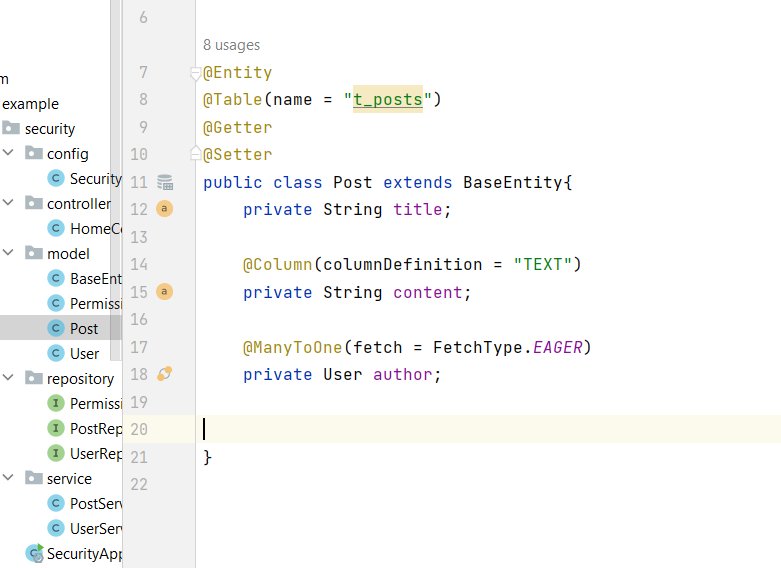 m
example
security
config
Security
controller
HomeCo
model
BaseEnt
Permissi
Post
User
repository
Permissi
PostRep
UserRep
service
PostServ
UserServ
SecurityApp
6
8 usages
7 @Entity
8 @Table(name = "t_posts")
9 @Getter
10 @Setter
11 public class Post extends BaseEntity{
12 private String title;
13
14 @Column(columnDefinition = "TEXT")
15 private String content;
16
17 @ManyToOne(fetch = FetchType.EAGER)
18 private User author;
19
20
21 }
22